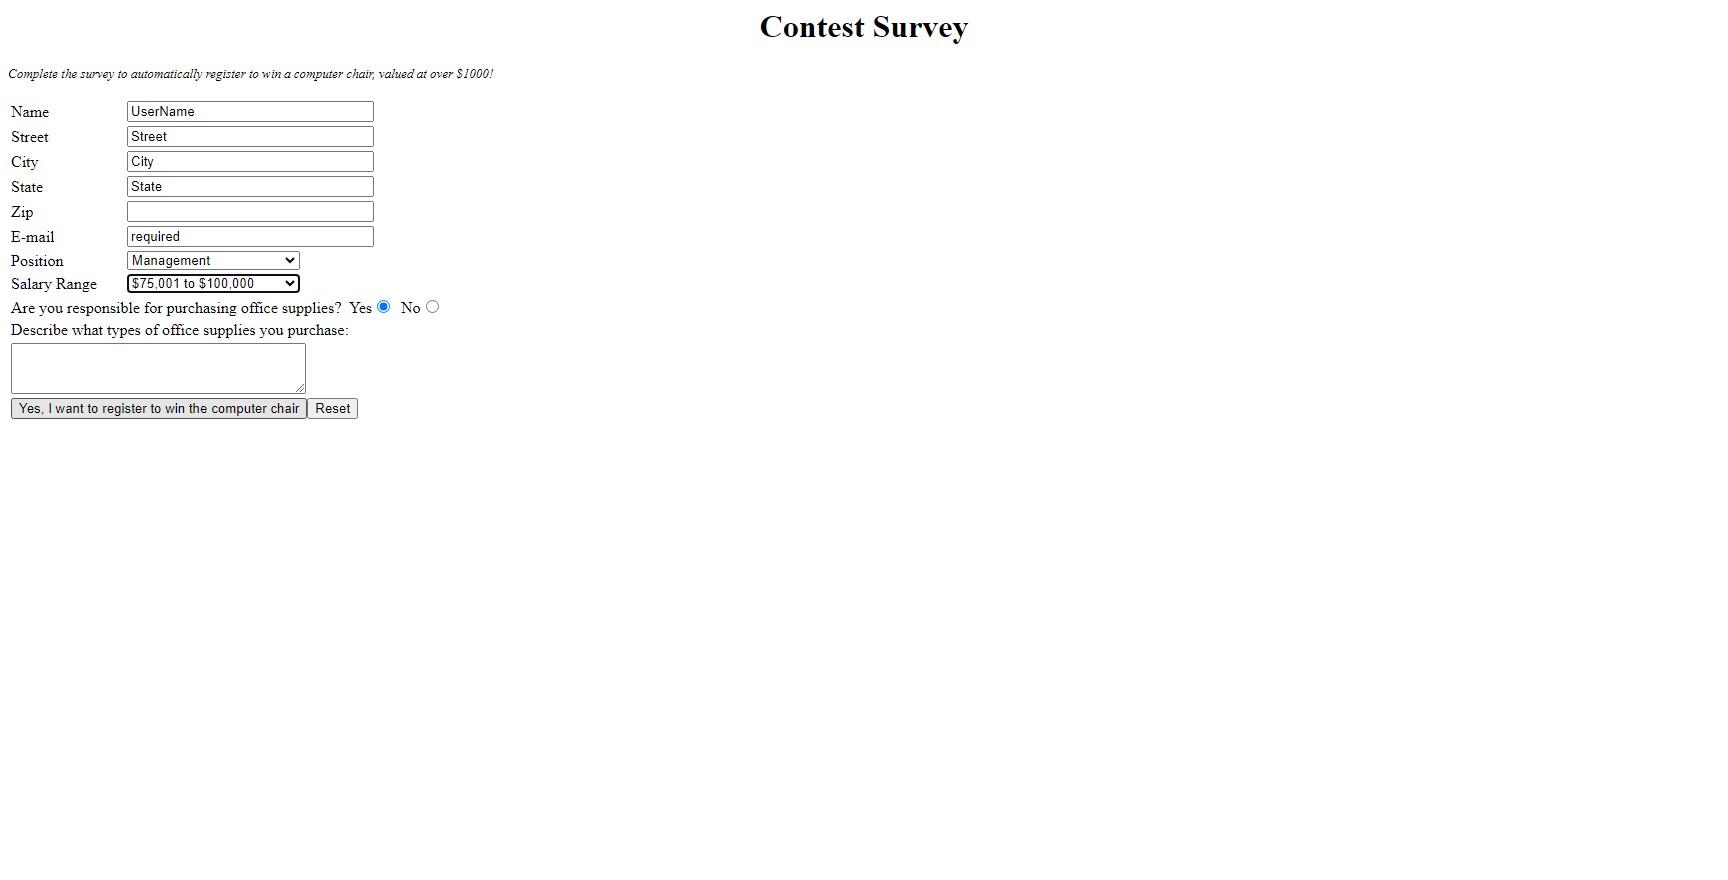 Contest Survey
Complete the survey to automatically register to win a computer chair, valued at over $1000!
Name UserName
Street Street
City City
State State
Zip
E-mail required
Position Management
Salary Range $75,001 to $100,000
Are you responsible for purchasing office supplies? Yes No
Describe what types of office supplies you purchase:
Yes, I want to register to win the computer chair Reset